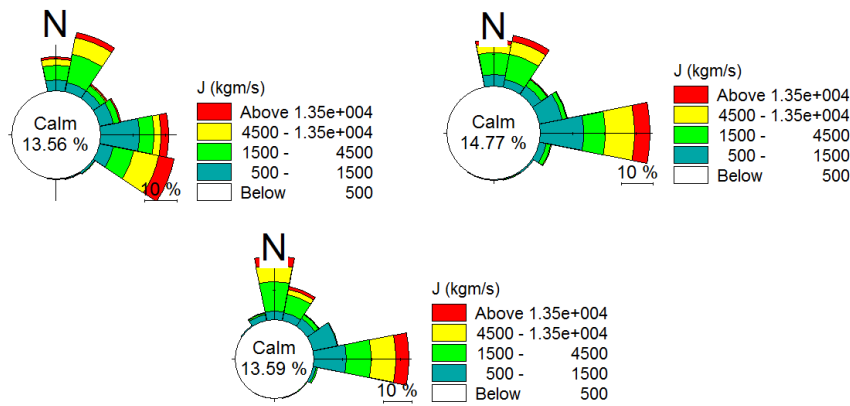 N
Calm
13.56 %
10 %
J (kgm/s)
Above 1.35e+004
4500 - 1.35e+004
1500 - 4500
500 - 1500
Below 500
N
Calm
14.77 %
10 %
J (kgm/s)
Above 1.35e+004
4500 - 1.35e+004
1500 - 4500
500 - 1500
Below 500
N
Calm
13.59 %
10 %
J (kgm/s)
Above 1.35e+004
4500 - 1.35e+004
1500 - 4500
500 - 1500
Below 500